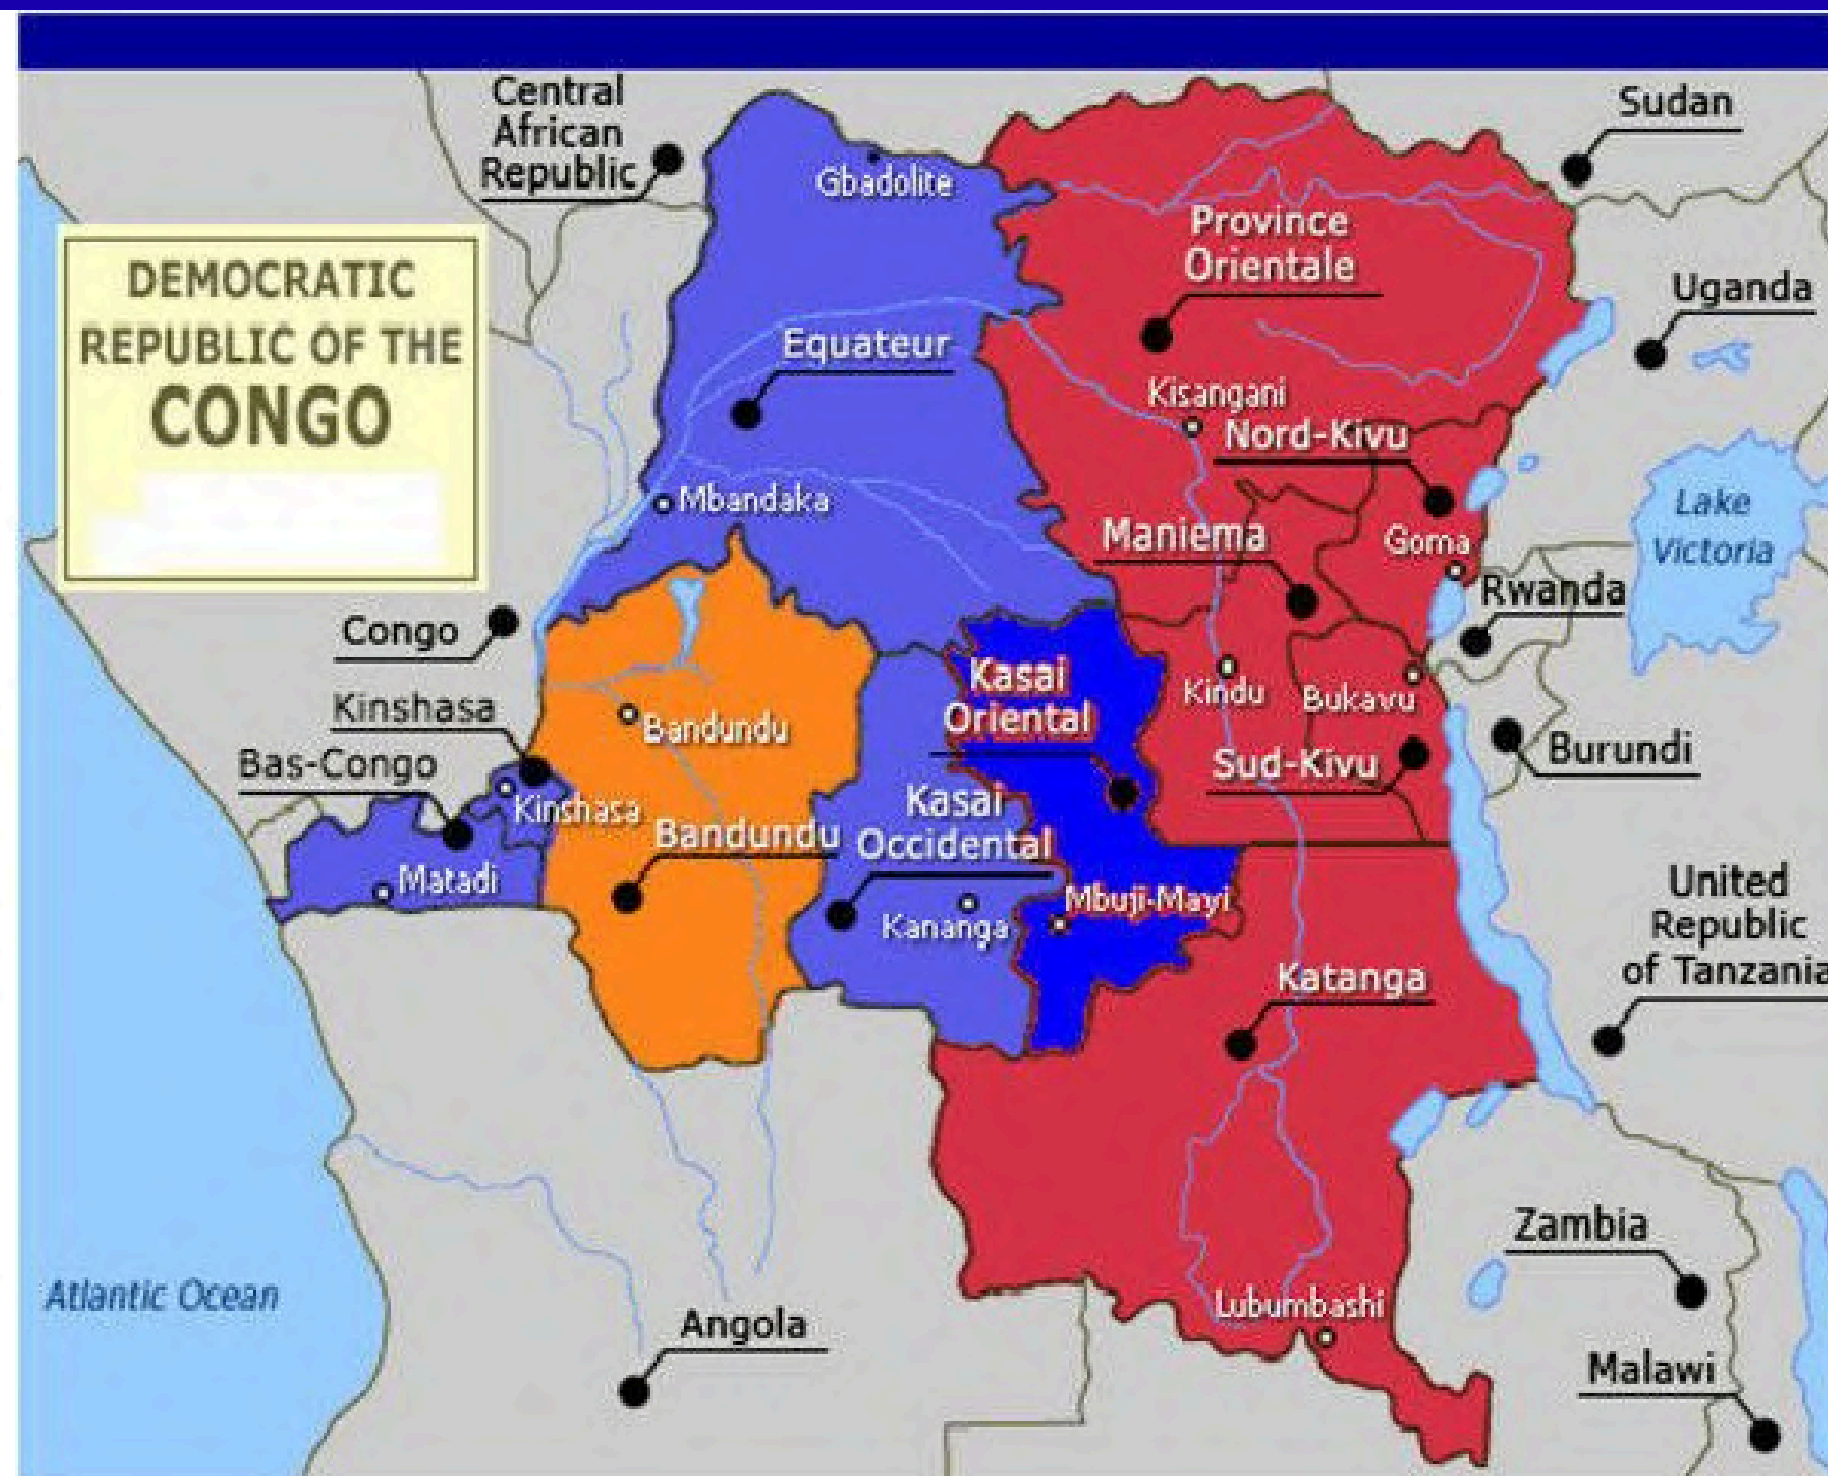 Central
African
Republic
Sudan
Gbadolite
Province
Orientale
DEMOCRATIC
REPUBLIC OF THE
CONGO
Uganda
Equateur
Kisangani
Nord-Kivu
Mbandaka
Lake
Victoria
Maniema
Goma
Rwanda
Congo
Kasai
Oriental
Kindu
Bukavu
Kinshasa
Bandundu
Burundi
Bas-Congo
Sud-Kivu
Kinshasa
Kasai
Occidental
Bandundu
Matadi
Mbuji-Mayi
Kananga
United
Republic
of Tanzania
Katanga
Zambia
Atlantic Ocean
Lubumbashi
Angola
Malawi